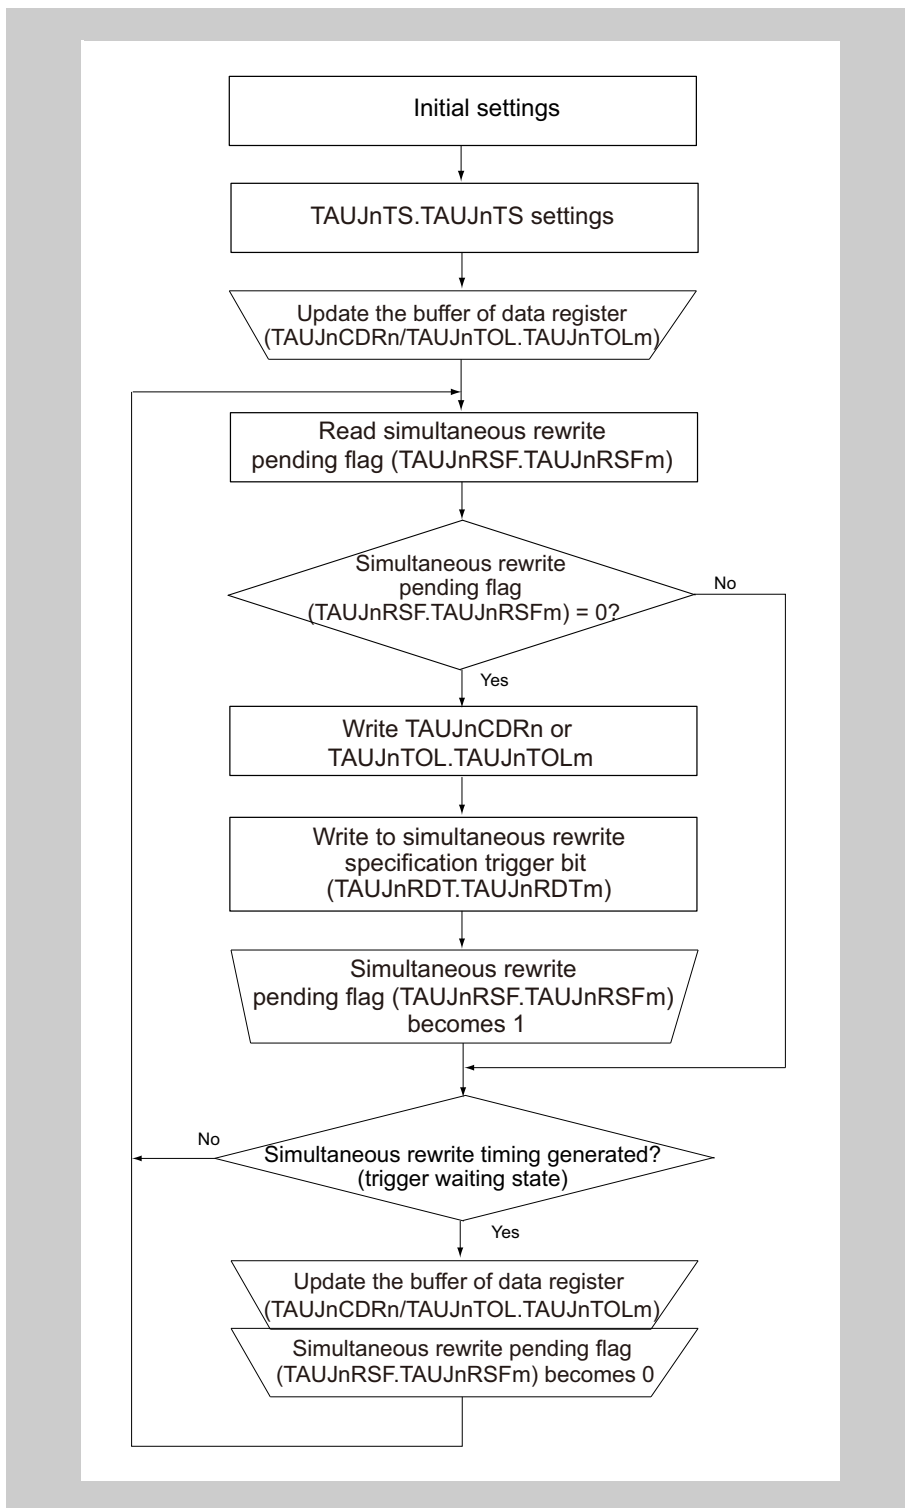 Initial settings
TAUJnTS.TAUJnTS settings
Update the buffer of data register
(TAUJnCDRn/TAUJnTOL.TAUJnTOLm)
Read simultaneous rewrite
pending flag (TAUJnRSF.TAUJnRSFm)
Simultaneous rewrite
pending flag
(TAUJnRSF.TAUJnRSFm) = 0?
No
Yes
Write TAUJnCDRn or
TAUJnTOL.TAUJnTOLm
Write to simultaneous rewrite
specification trigger bit
(TAUJnRDT.TAUJnRDTm)
Simultaneous rewrite
pending flag (TAUJnRSF.TAUJnRSFm)
becomes 1
No
Simultaneous rewrite timing generated?
(trigger waiting state)
Yes
Update the buffer of data register
(TAUJnCDRn/TAUJnTOL.TAUJnTOLm)
Simultaneous rewrite pending flag
(TAUJnRSF.TAUJnRSFm) becomes 0